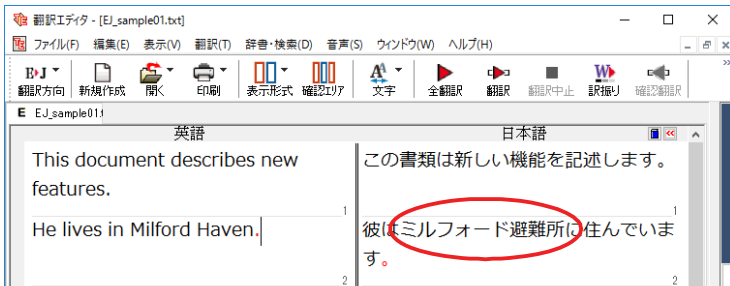 翻訳エディタ - [EJ_sample01.txt]
ファイル(F) 編集(E) 表示(V) 翻訳(T) 辞書・検索(D) 音声(S) ウィンドウ(W) ヘルプ(H)
E▸J
翻訳方向 新規作成 開く 印刷 表示形式 確認エリア 文字 全翻訳 翻訳 翻訳中止 訳振り 確認翻訳
E EJ_sample01.t
英語 日本語
This document describes new
features.
1
この書類は新しい機能を記述します。
1
He lives in Milford Haven.
2
彼はミルフォード避難所に住んでいま
す。
2